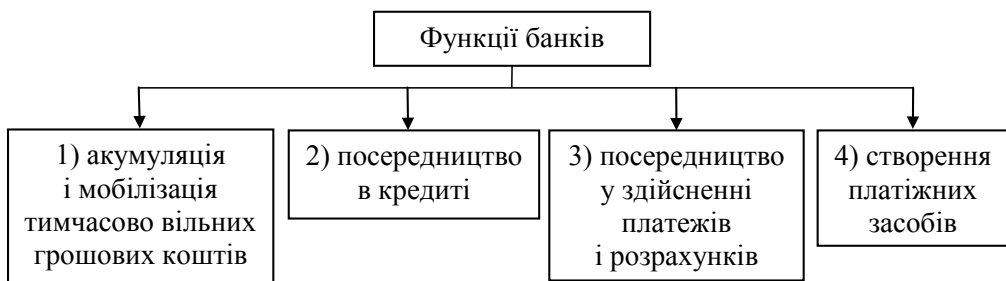 Функції банків
1) акумуляція
і мобілізація
тимчасово вільних
грошових коштів
2) посередництво
в кредиті
3) посередництво
у здійсненні
платежів
і розрахунків
4) створення
платіжних
засобів